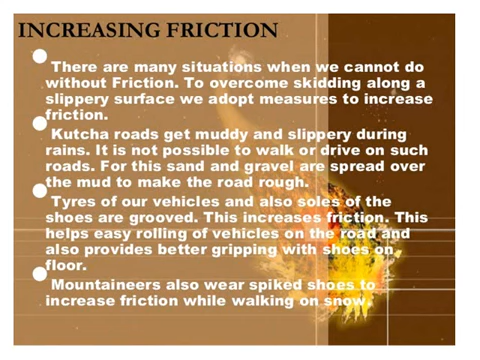 INCREASING FRICTION
There are many situations when we cannot do
without Friction. To overcome skidding along a
slippery surface we adopt measures to increase
friction.
Kutcha roads get muddy and slippery during
rains. It is not possible to walk or drive on such
roads. For this sand and gravel are spread over
the mud to make the road rough.
Tyres of our vehicles and also soles of the
shoes are grooved. This increases friction. This
helps easy rolling of vehicles on the road and
also provides better gripping with shoes on
floor.
Mountaineers also wear spiked shoes to
increase friction while walking on snow.